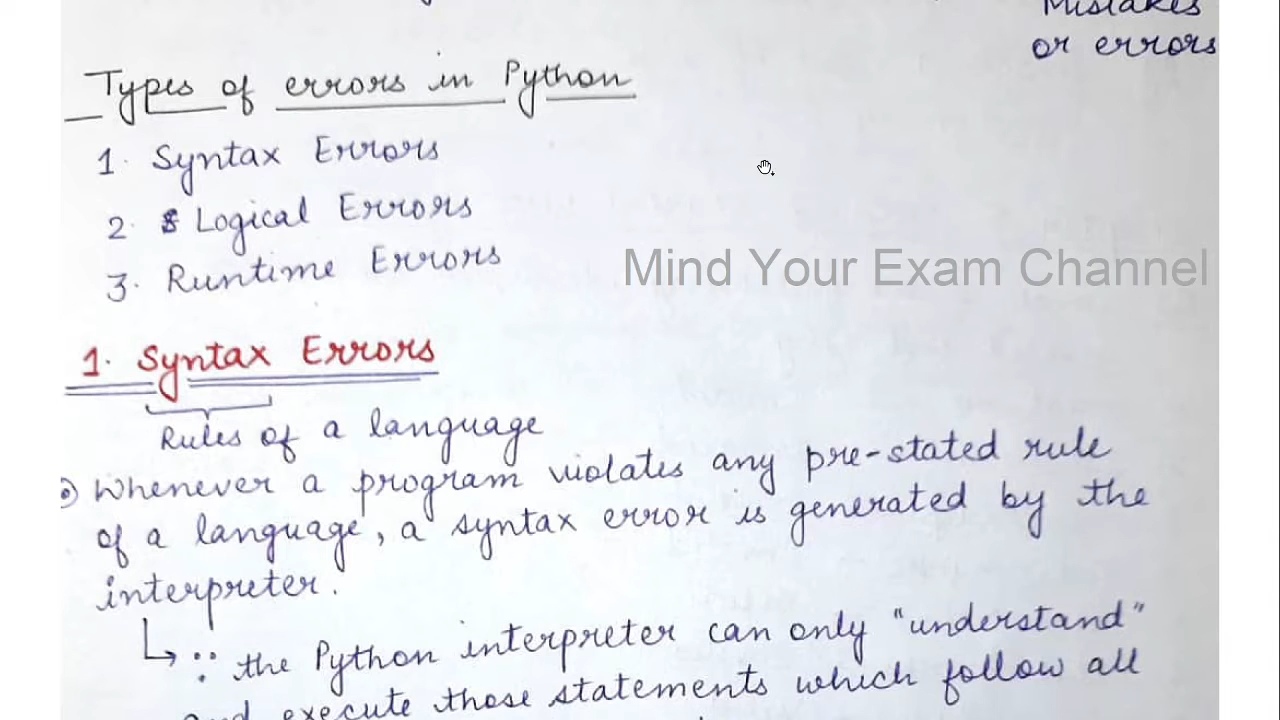 Mistakes
or errors
Types of errors in Python
1. Syntax Errors
2. Logical Errors
3. Runtime Errors
Mind Your Exam Channel
1. Syntax Errors
Rules of a language
Whenever a program violates any pre-stated rule
of a language, a syntax error is generated by the
interpreter.
↳ ∵ the Python interpreter can only "understand"
and execute those statements which follow all